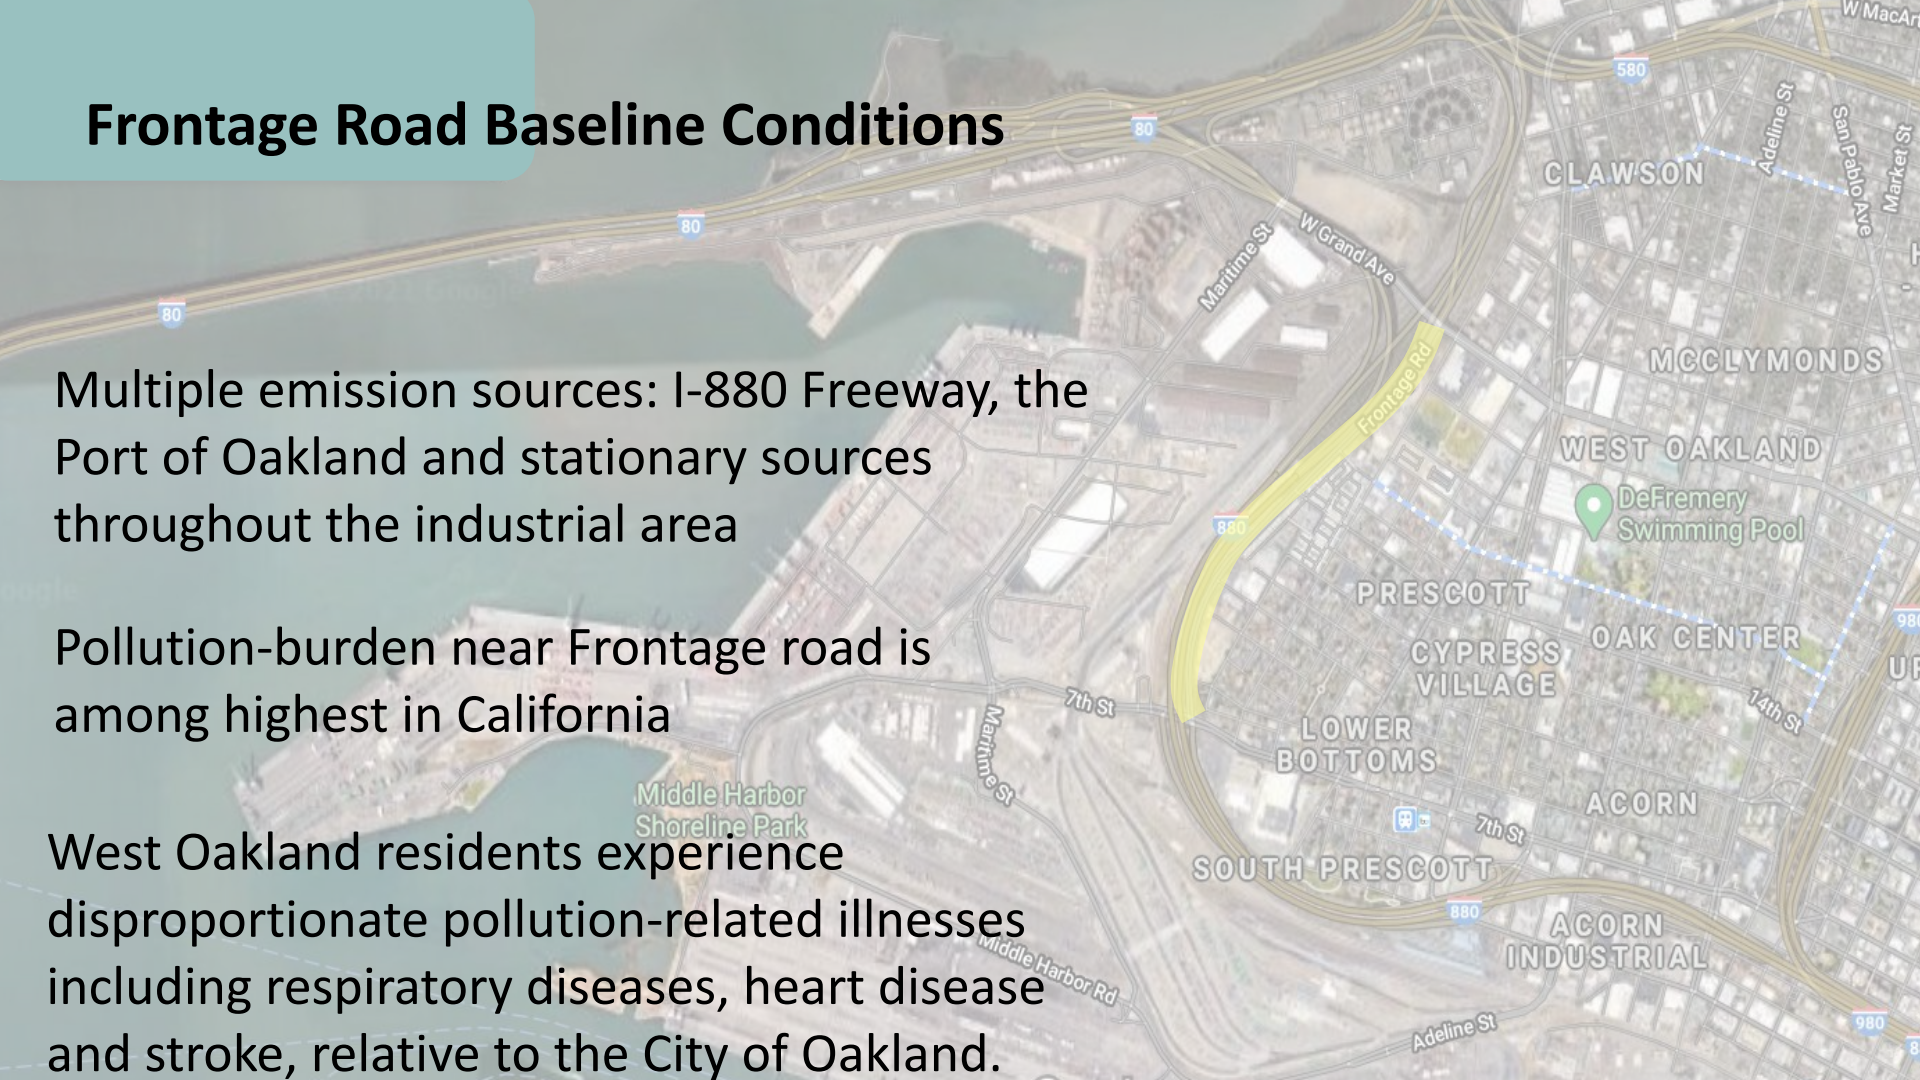 Frontage Road Baseline Conditions
Multiple emission sources: I-880 Freeway, the
Port of Oakland and stationary sources
throughout the industrial area
Pollution-burden near Frontage road is
among highest in California
West Oakland residents experience
disproportionate pollution-related illnesses
including respiratory diseases, heart disease
and stroke, relative to the City of Oakland.
W MacArt
580
80
Adeline St
San Pablo Ave
Market St
CLAWSON
80
Maritime St
W Grand Ave
80
Frontage Rd
MCCLYMONDS
WEST OAKLAND
DeFremery
Swimming Pool
880
PRESCOTT
OAK CENTER
980
CYPRESS
VILLAGE
UP
7th St
14th St
Maritime St
LOWER
BOTTOMS
Middle Harbor
Shoreline Park
ACORN
7th St
SOUTH PRESCOTT
880
ACORN
INDUSTRIAL
Middle Harbor Rd
Adeline St
980